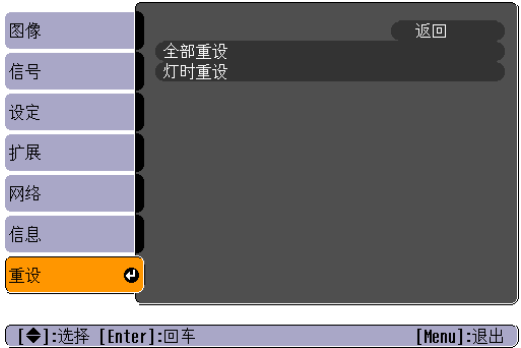 图像
信号
设定
扩展
网络
信息
重设
返回
全部重设
灯时重设
[◆]:选择 [Enter]:回车 [Menu]:退出